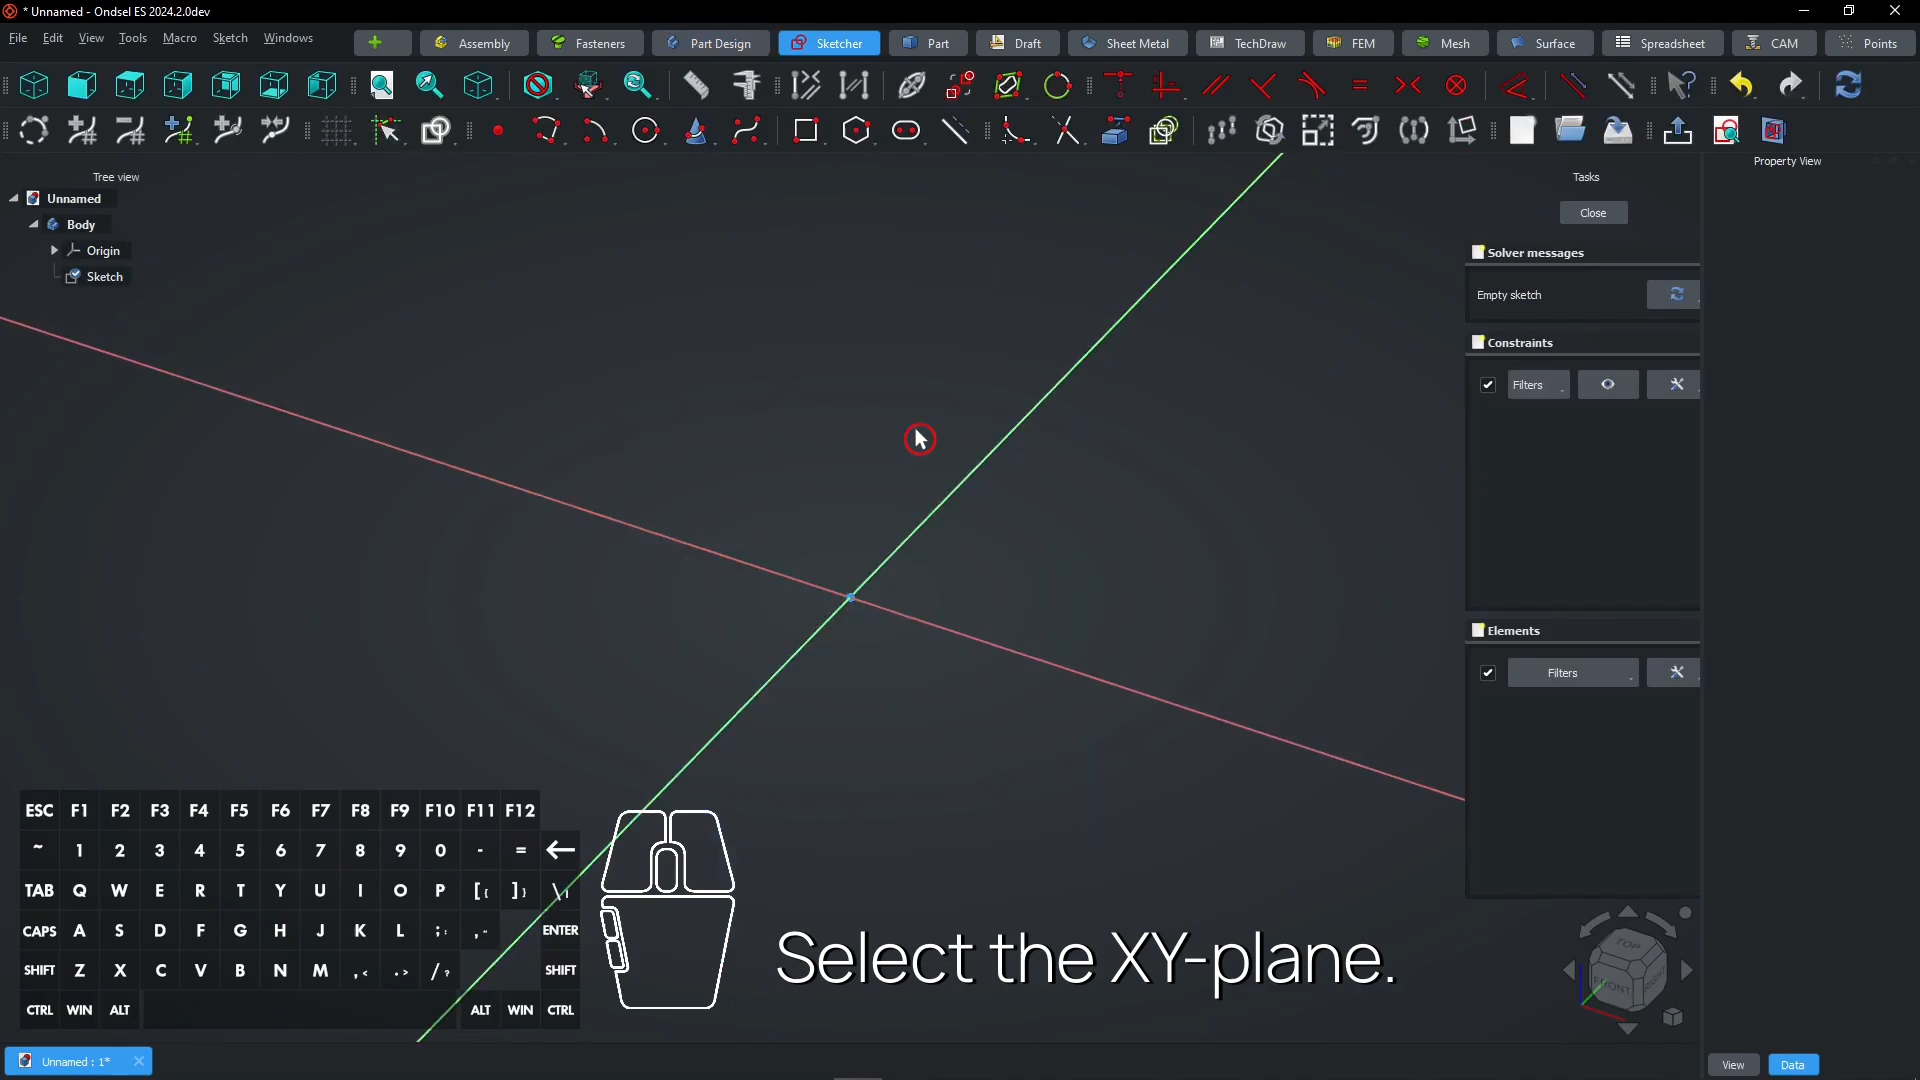 * Unnamed - Ondsel ES 2024.2.0dev
File Edit View Tools Macro Sketch Windows
Assembly Fasteners Part Design Sketcher Part Draft Sheet Metal TechDraw FEM Mesh Surface Spreadsheet CAM Points
Tree view
Unnamed
Body
Origin
Sketch
Tasks
Close
Solver messages
Empty sketch
Constraints
Filters
Elements
Filters
Property View
ESC F1 F2 F3 F4 F5 F6 F7 F8 F9 F10 F11 F12
~ 1 2 3 4 5 6 7 8 9 0 - = ←
TAB Q W E R T Y U I O P [{ ]} \|
CAPS A S D F G H J K L ;: ," ENTER
SHIFT Z X C V B N M ,< .> /? SHIFT
CTRL WIN ALT ALT WIN CTRL
Select the XY-plane.
TOP
FRONT
RIGHT
Unnamed : 1*
View Data